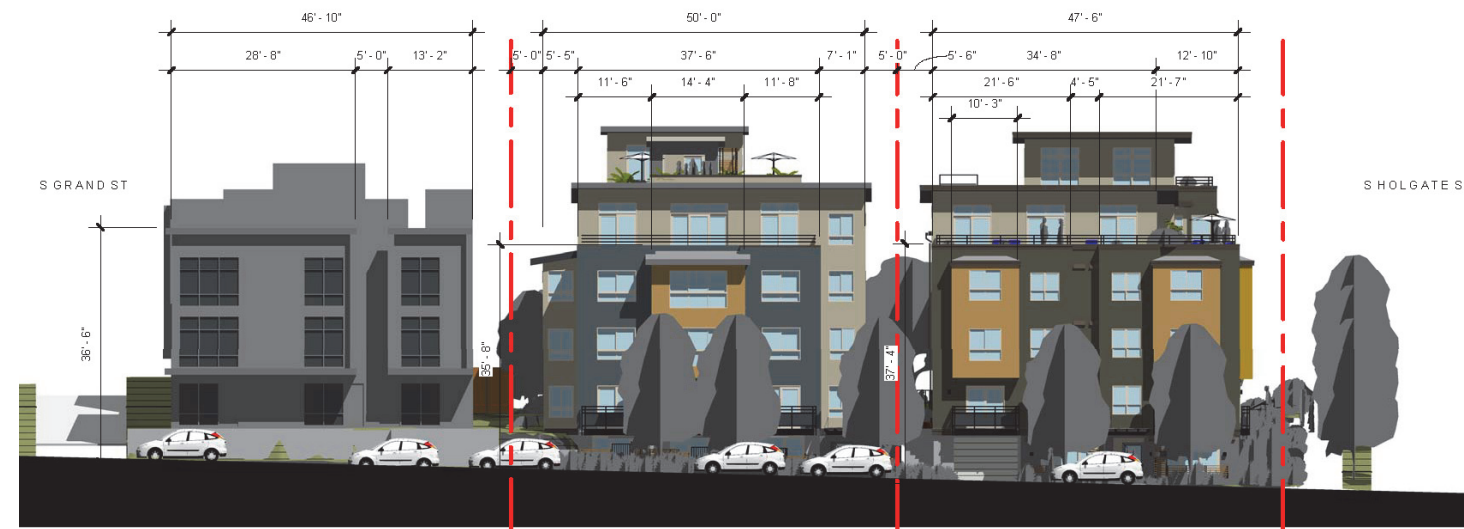 46' - 10"
50' - 0"
47' - 6"
28' - 8"
5' - 0"
13' - 2"
5' - 0"
5' - 5"
37' - 6"
7' - 1"
5' - 0"
5' - 6"
34' - 8"
12' - 10"
11' - 6"
14' - 4"
11' - 8"
21' - 6"
4' - 5"
21' - 7"
10' - 3"
S GRAND ST
S HOLGATE S
36' - 6"
35' - 8"
37' - 4"